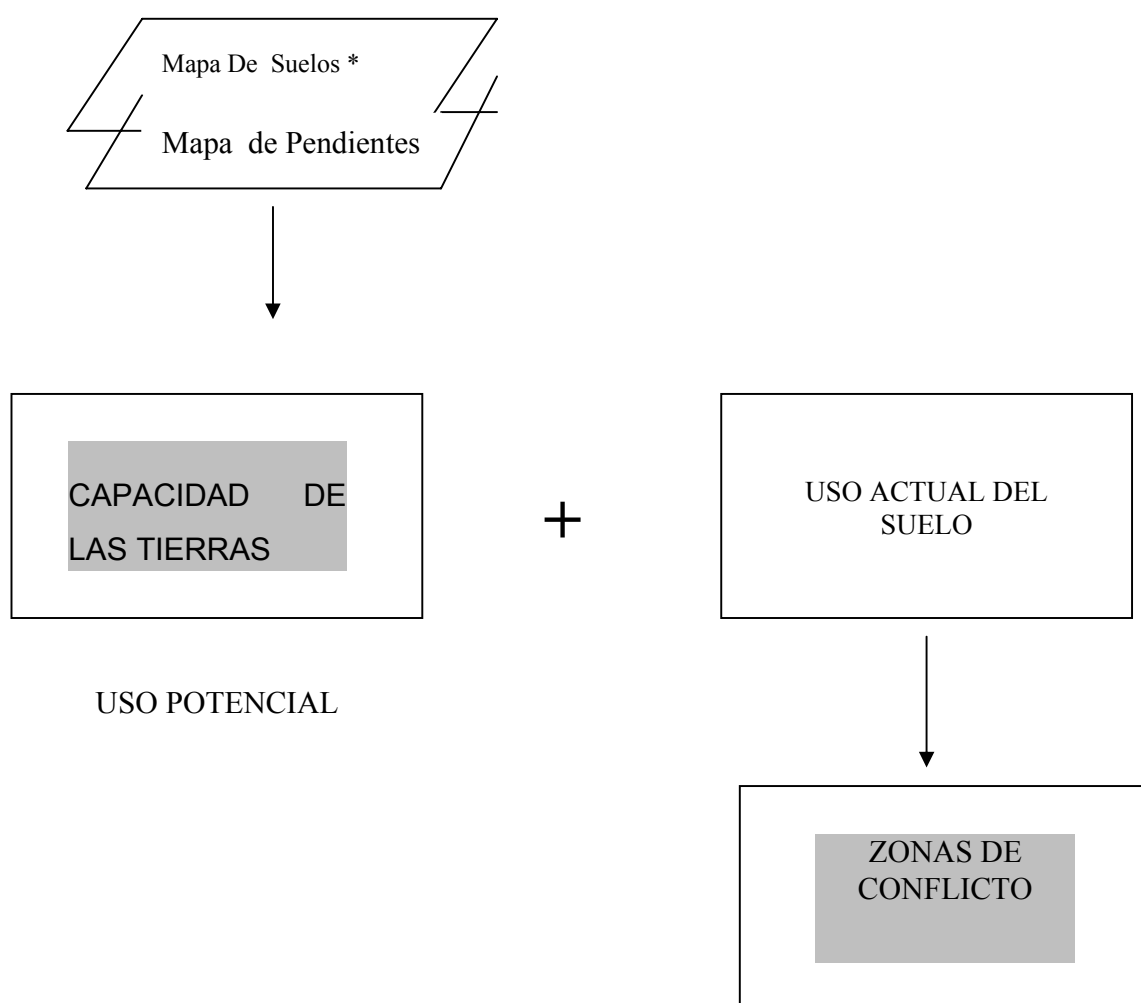 Mapa De Suelos *
Mapa de Pendientes
CAPACIDAD DE
LAS TIERRAS
+
USO ACTUAL DEL
SUELO
USO POTENCIAL
ZONAS DE
CONFLICTO